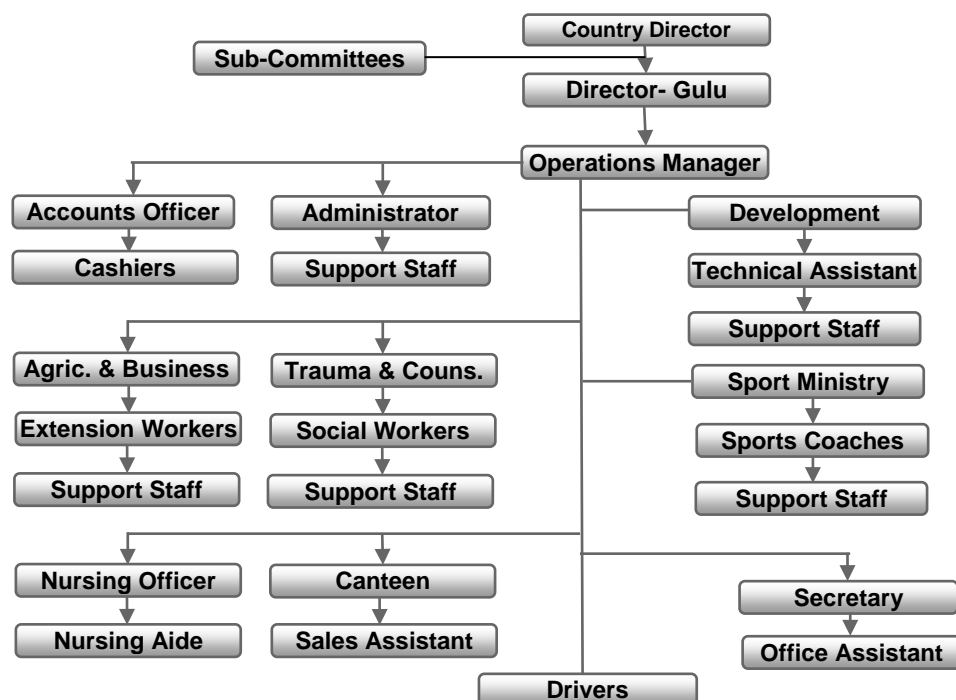 Country Director
Sub-Committees
Director- Gulu
Operations Manager
Accounts Officer
Administrator
Development
Cashiers
Support Staff
Technical Assistant
Support Staff
Agric. & Business
Trauma & Couns.
Sport Ministry
Extension Workers
Social Workers
Sports Coaches
Support Staff
Support Staff
Support Staff
Nursing Officer
Canteen
Secretary
Nursing Aide
Sales Assistant
Office Assistant
Drivers